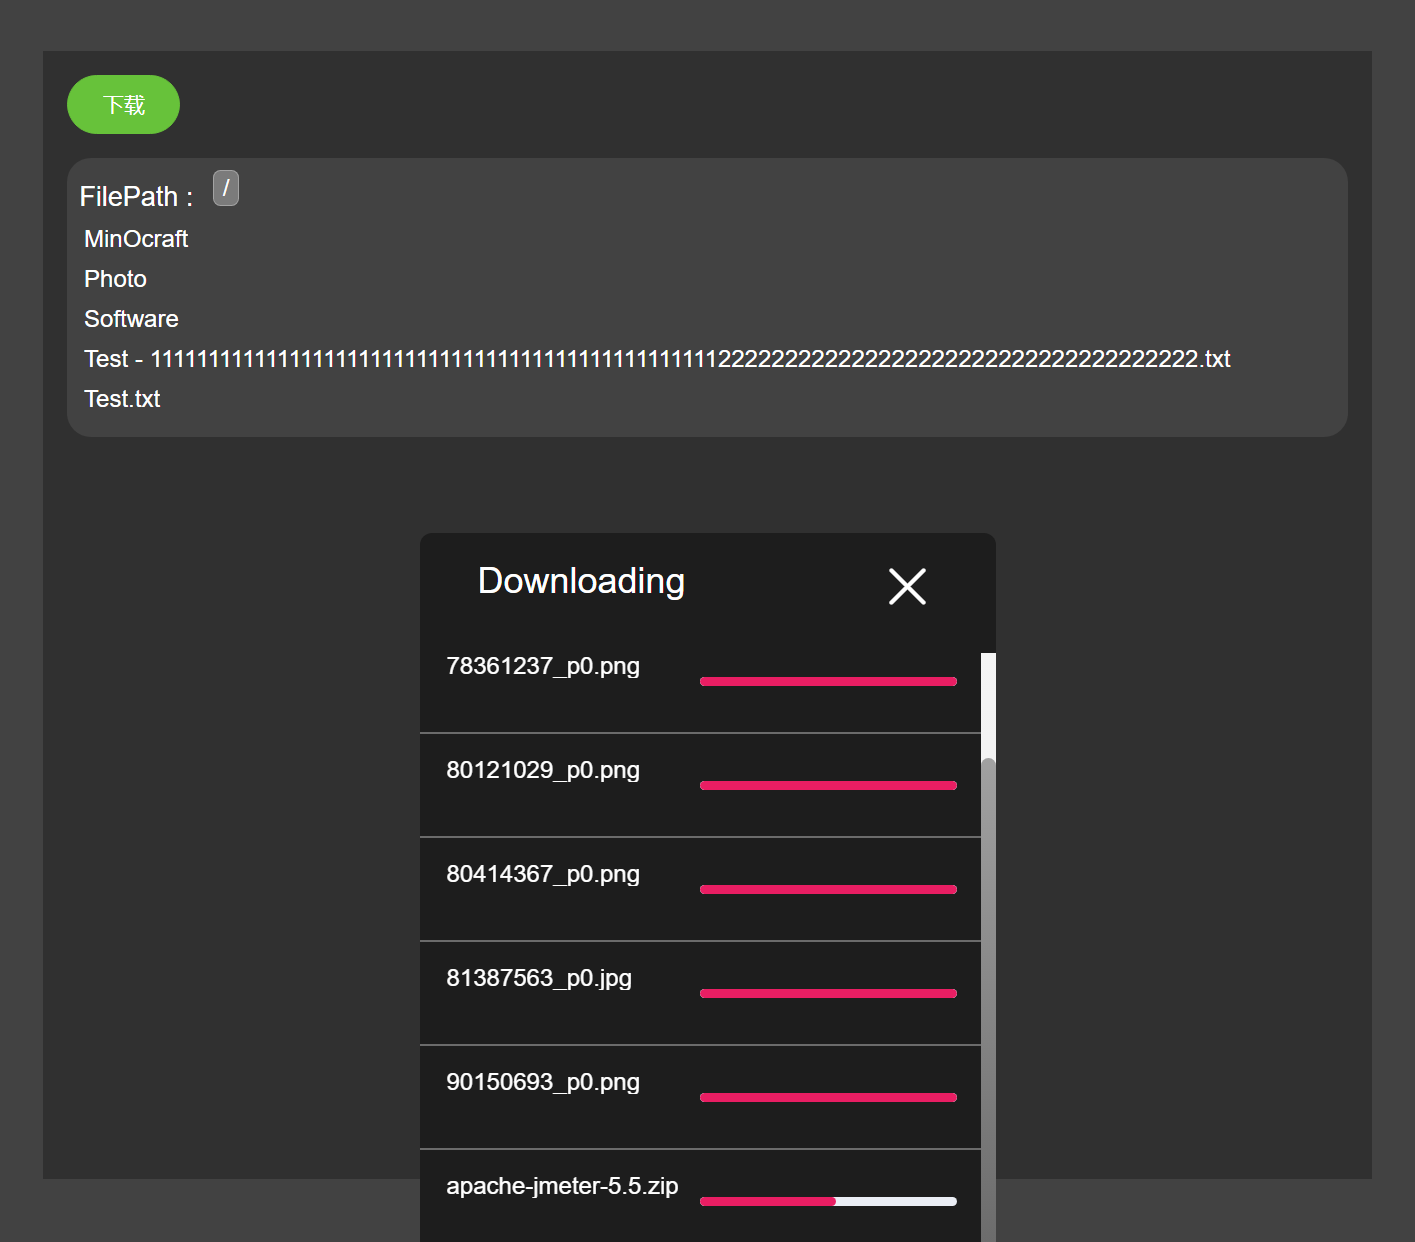 下载
FilePath :
/
MinOcraft
Photo
Software
Test - 1111111111111111111111111111111111111111111111111222222222222222222222222222222222222.txt
Test.txt
Downloading
78361237_p0.png
80121029_p0.png
80414367_p0.png
81387563_p0.jpg
90150693_p0.png
apache-jmeter-5.5.zip